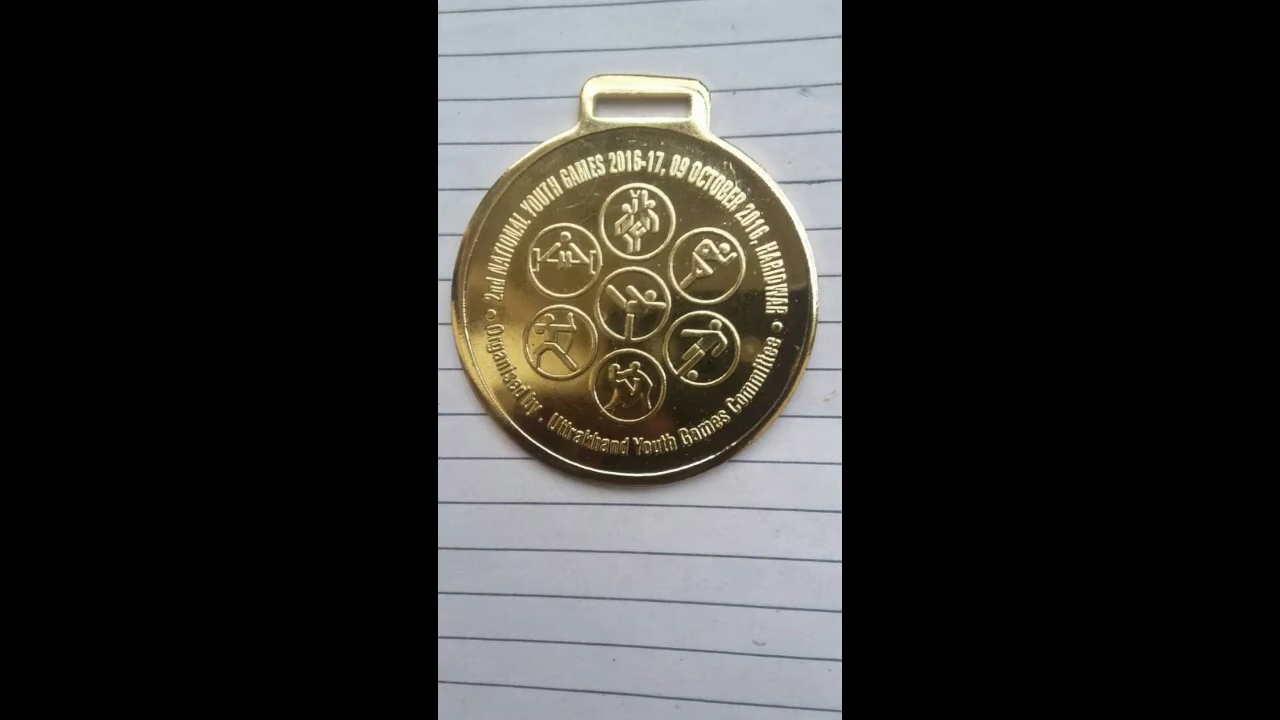 2nd NATIONAL YOUTH GAMES 2016-17, 09 OCTOBER 2016, HARIDWAR
Organised by . Uttrakhand Youth Games Committee